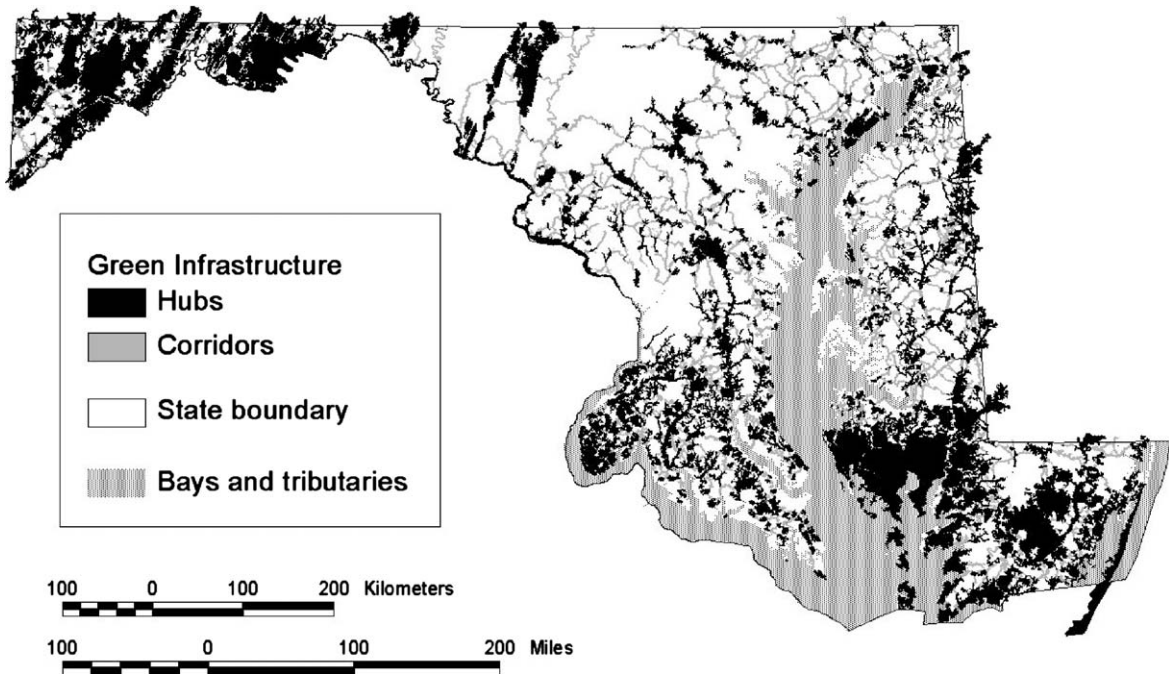 Green Infrastructure
Hubs
Corridors
State boundary
Bays and tributaries
100 0 100 200 Kilometers
100 0 100 200 Miles